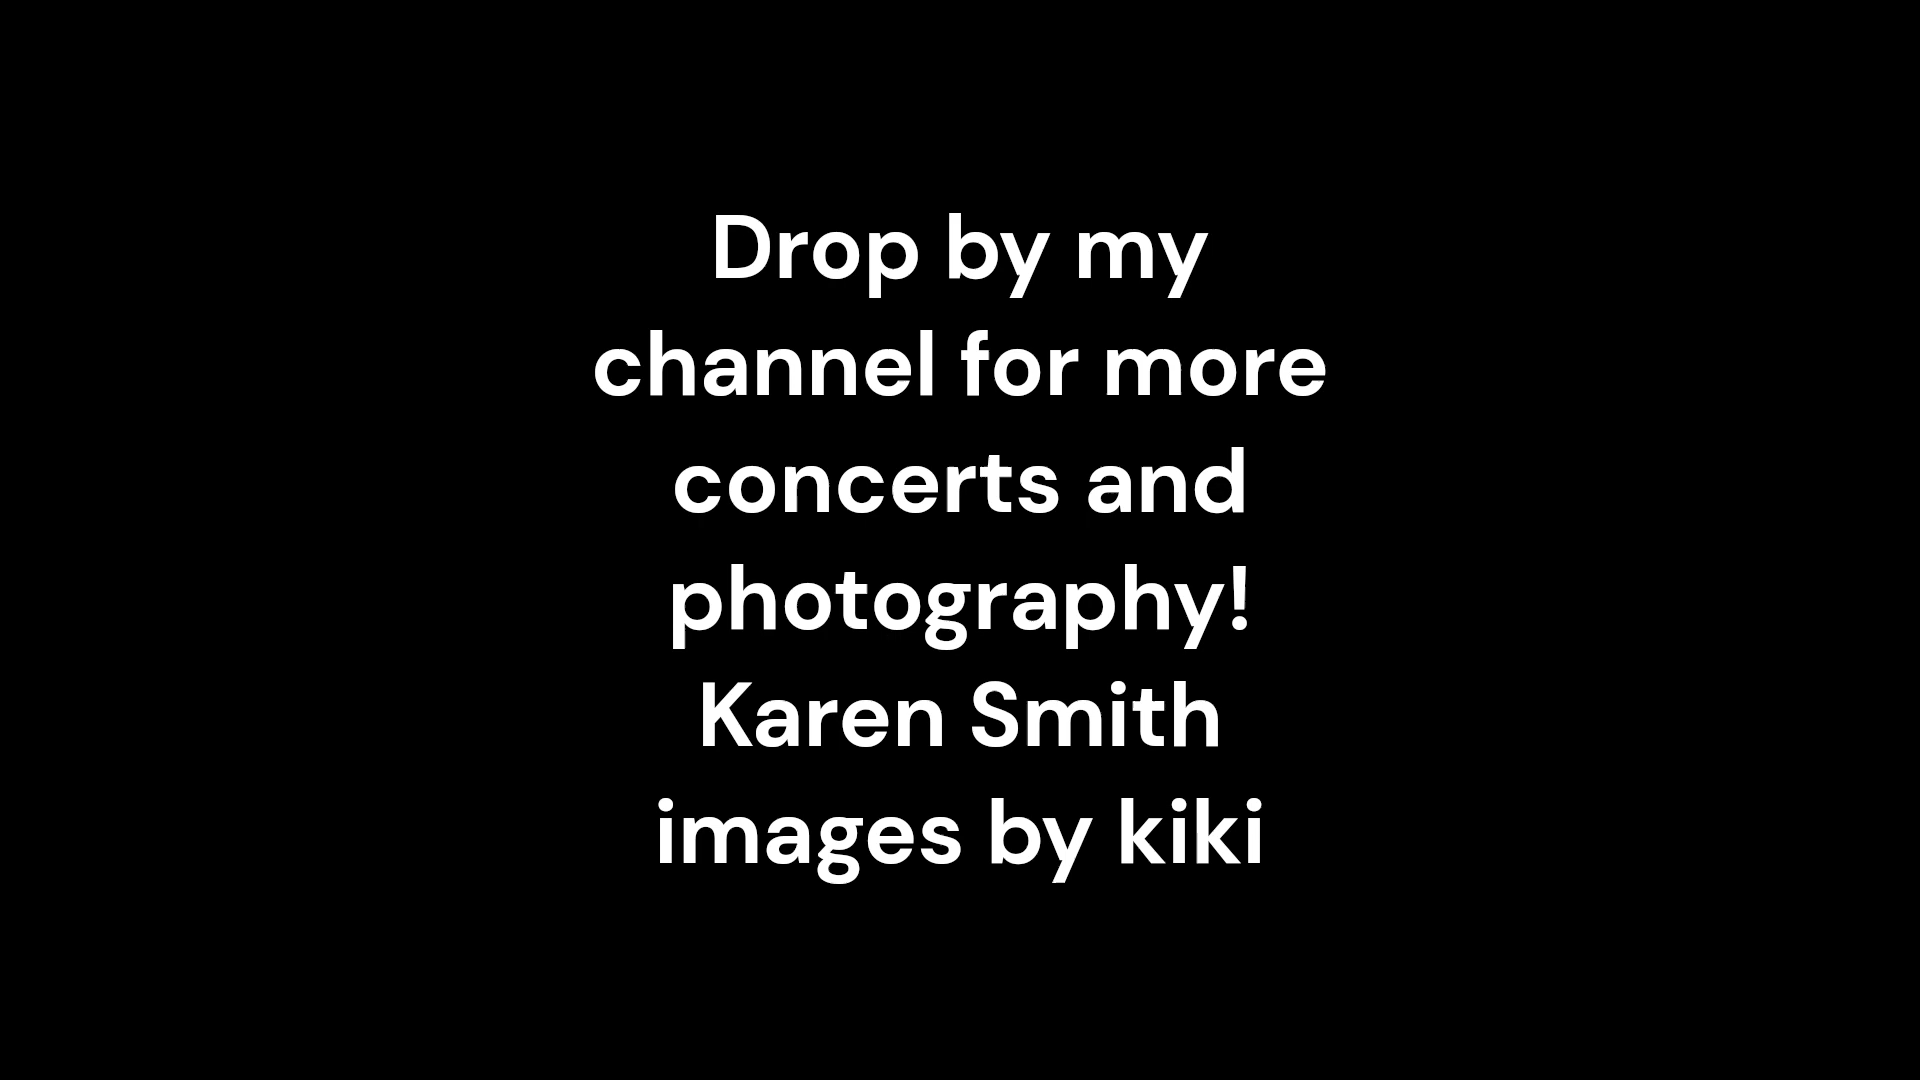 Drop by my
channel for more
concerts and
photography!
Karen Smith
images by kiki